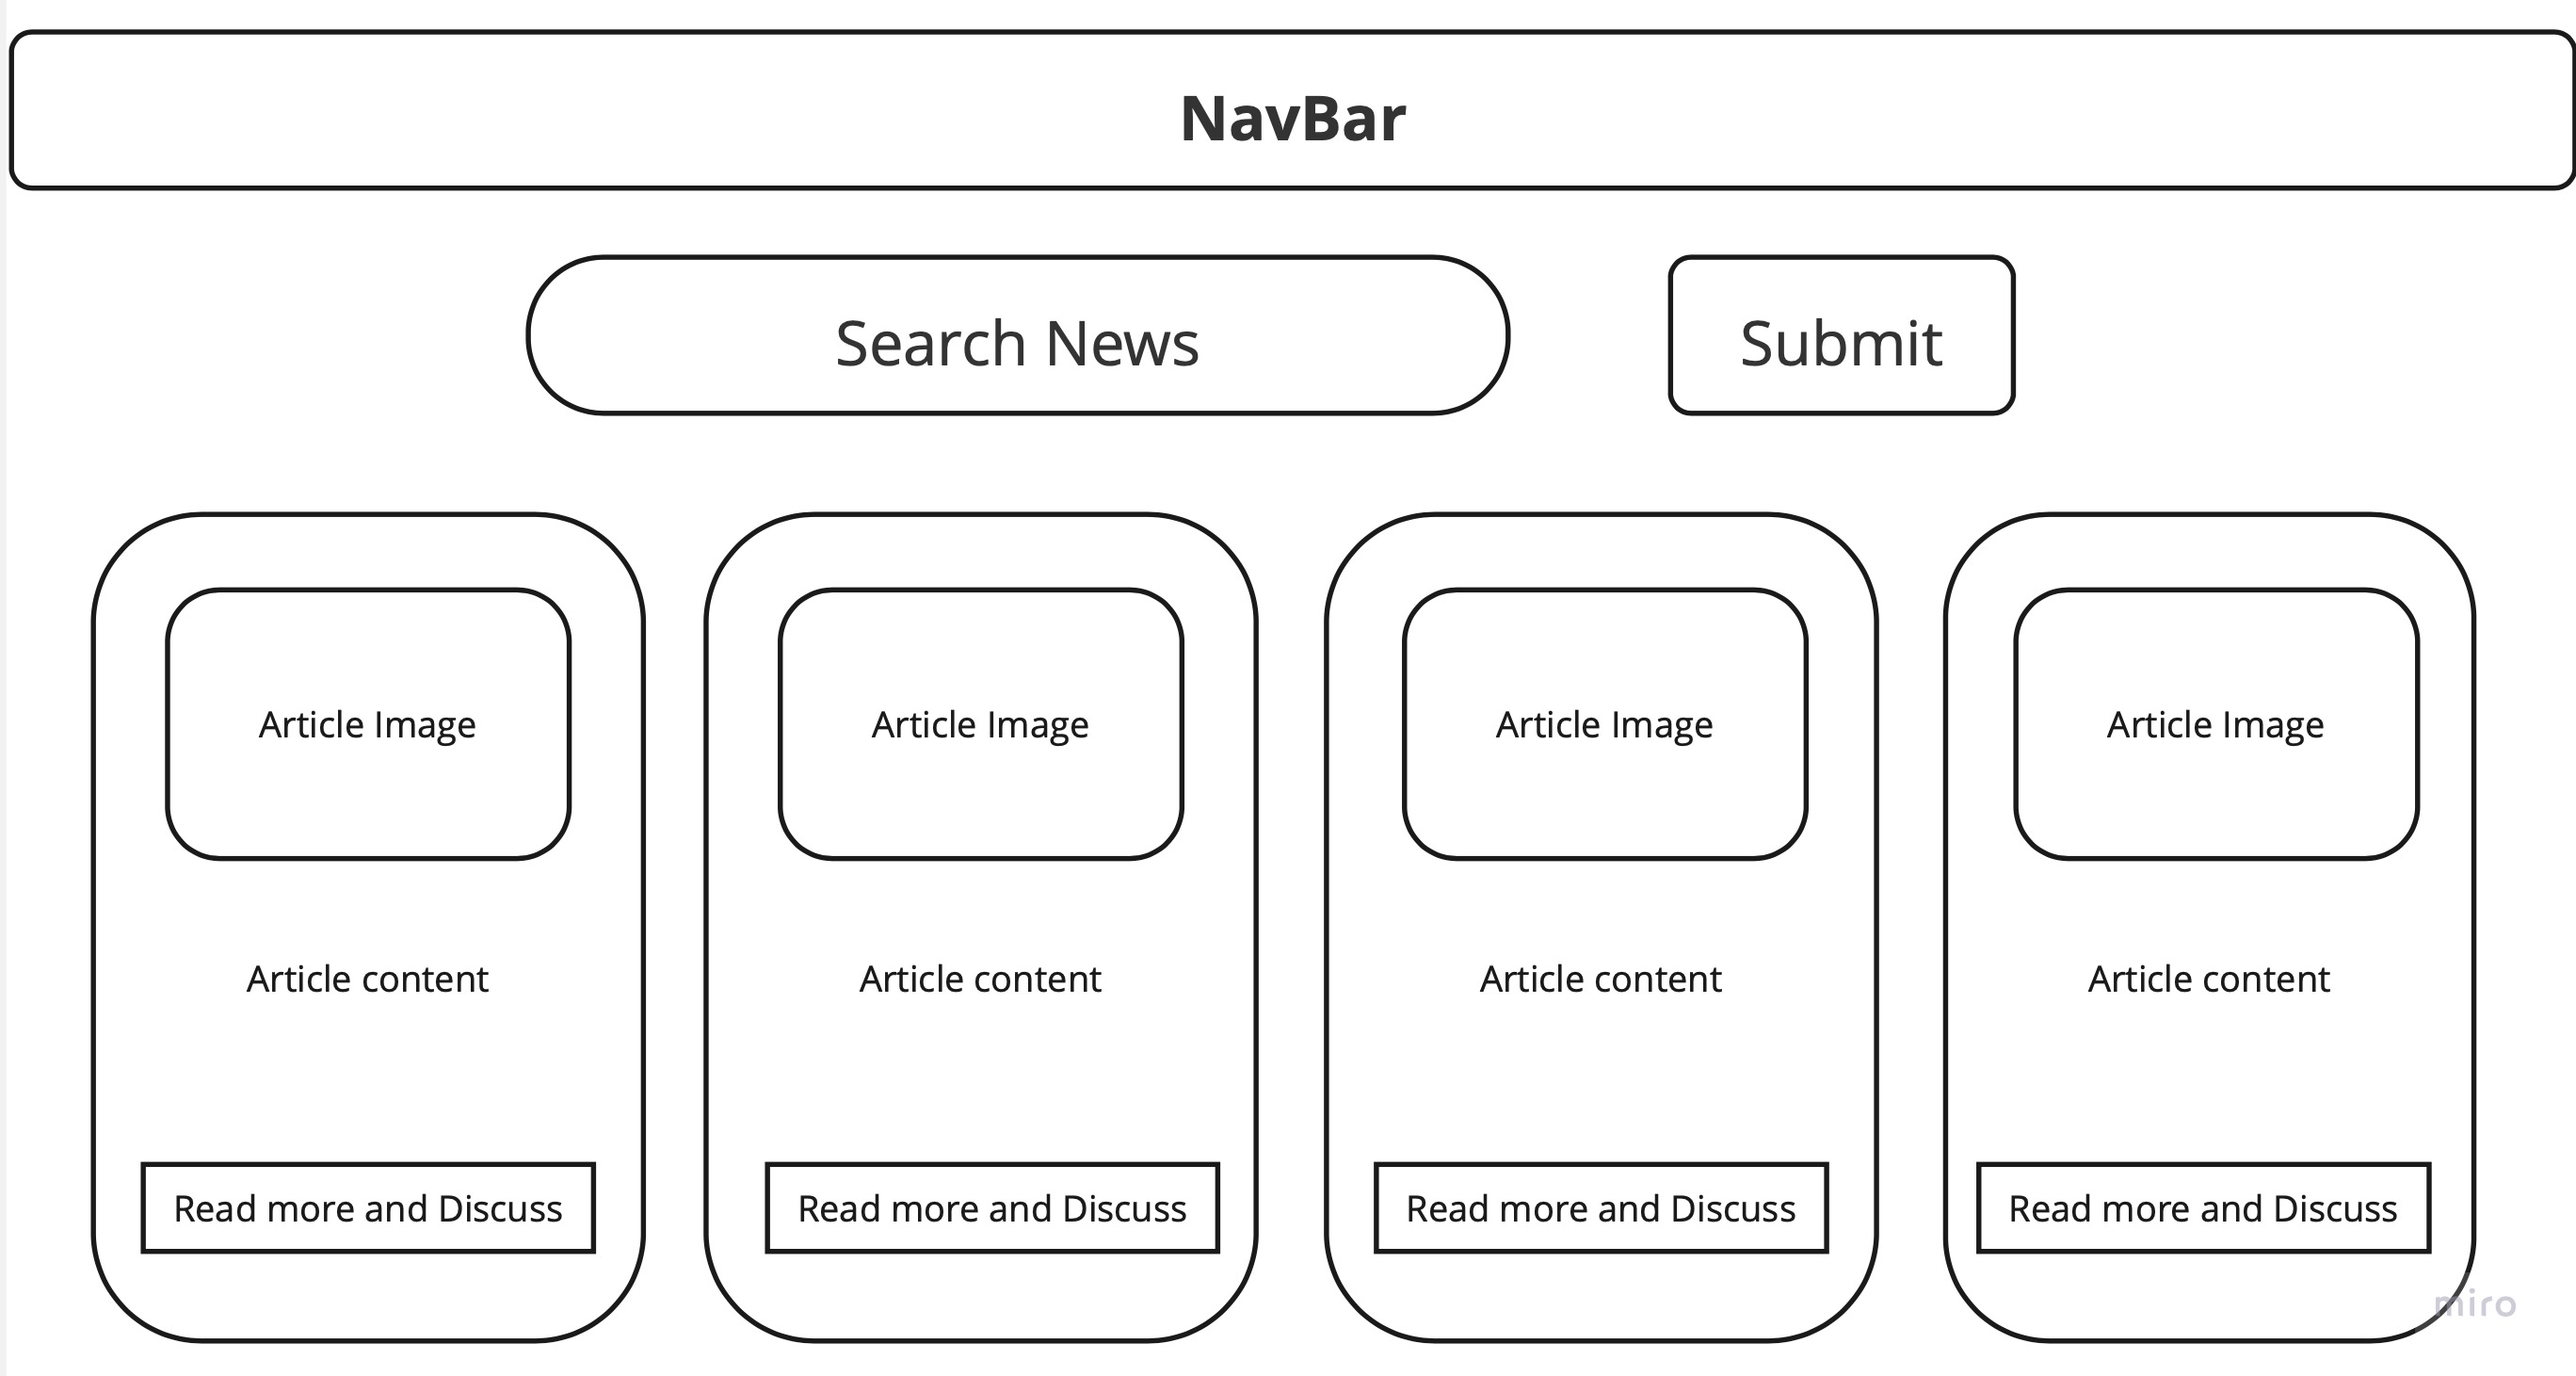 NavBar
Search News
Submit
Article Image
Article Image
Article Image
Article Image
Article content
Article content
Article content
Article content
Read more and Discuss
Read more and Discuss
Read more and Discuss
Read more and Discuss
miro